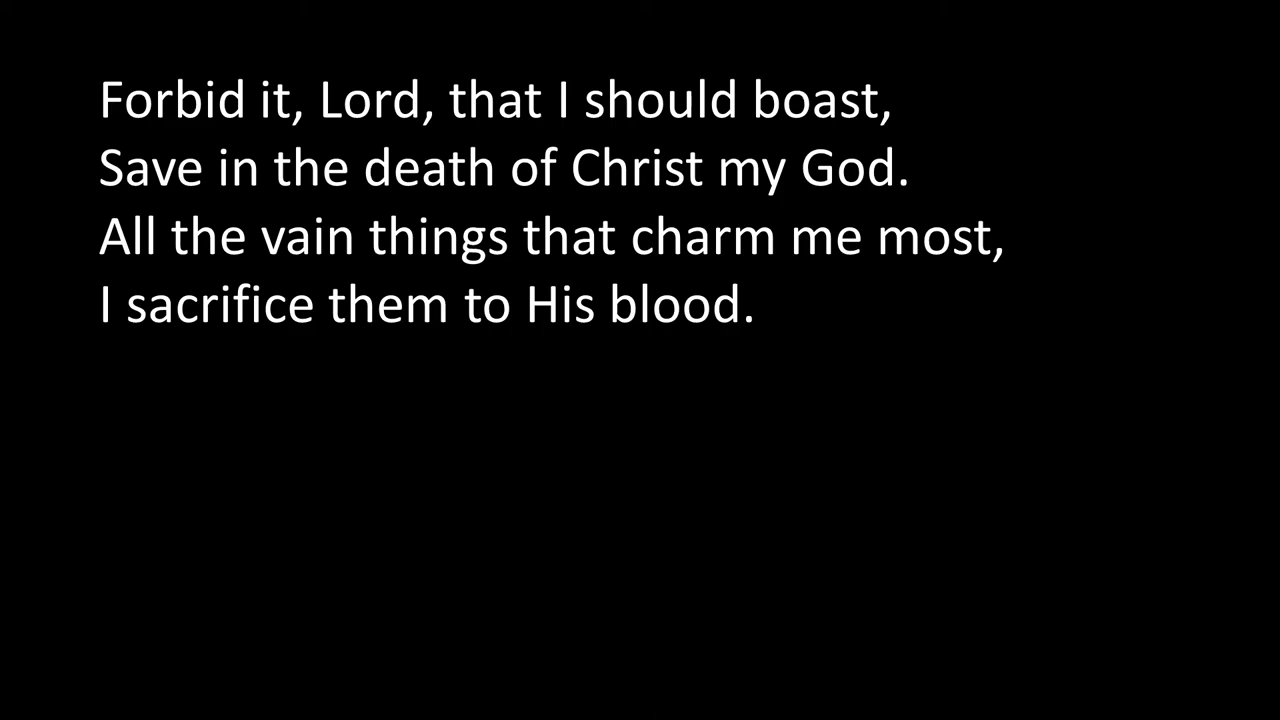 Forbid it, Lord, that I should boast,
Save in the death of Christ my God.
All the vain things that charm me most,
I sacrifice them to His blood.